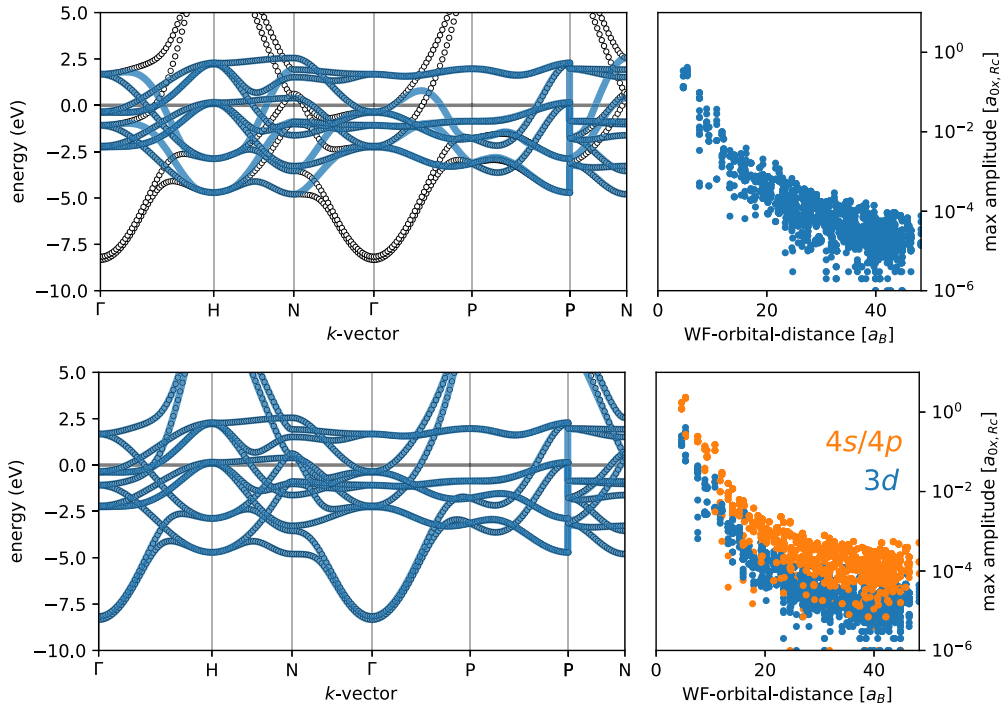 5.0
2.5
0.0
−2.5
−5.0
−7.5
−10.0
energy (eV)
Γ H N Γ P P N
k-vector
10⁰
10⁻²
10⁻⁴
10⁻⁶
max amplitude [a₀ₓ,Rc]
0 20 40
WF-orbital-distance [a_B]
5.0
2.5
0.0
−2.5
−5.0
−7.5
−10.0
energy (eV)
Γ H N Γ P P N
k-vector
4s/4p
3d
10⁰
10⁻²
10⁻⁴
10⁻⁶
max amplitude [a₀ₓ,Rc]
0 20 40
WF-orbital-distance [a_B]